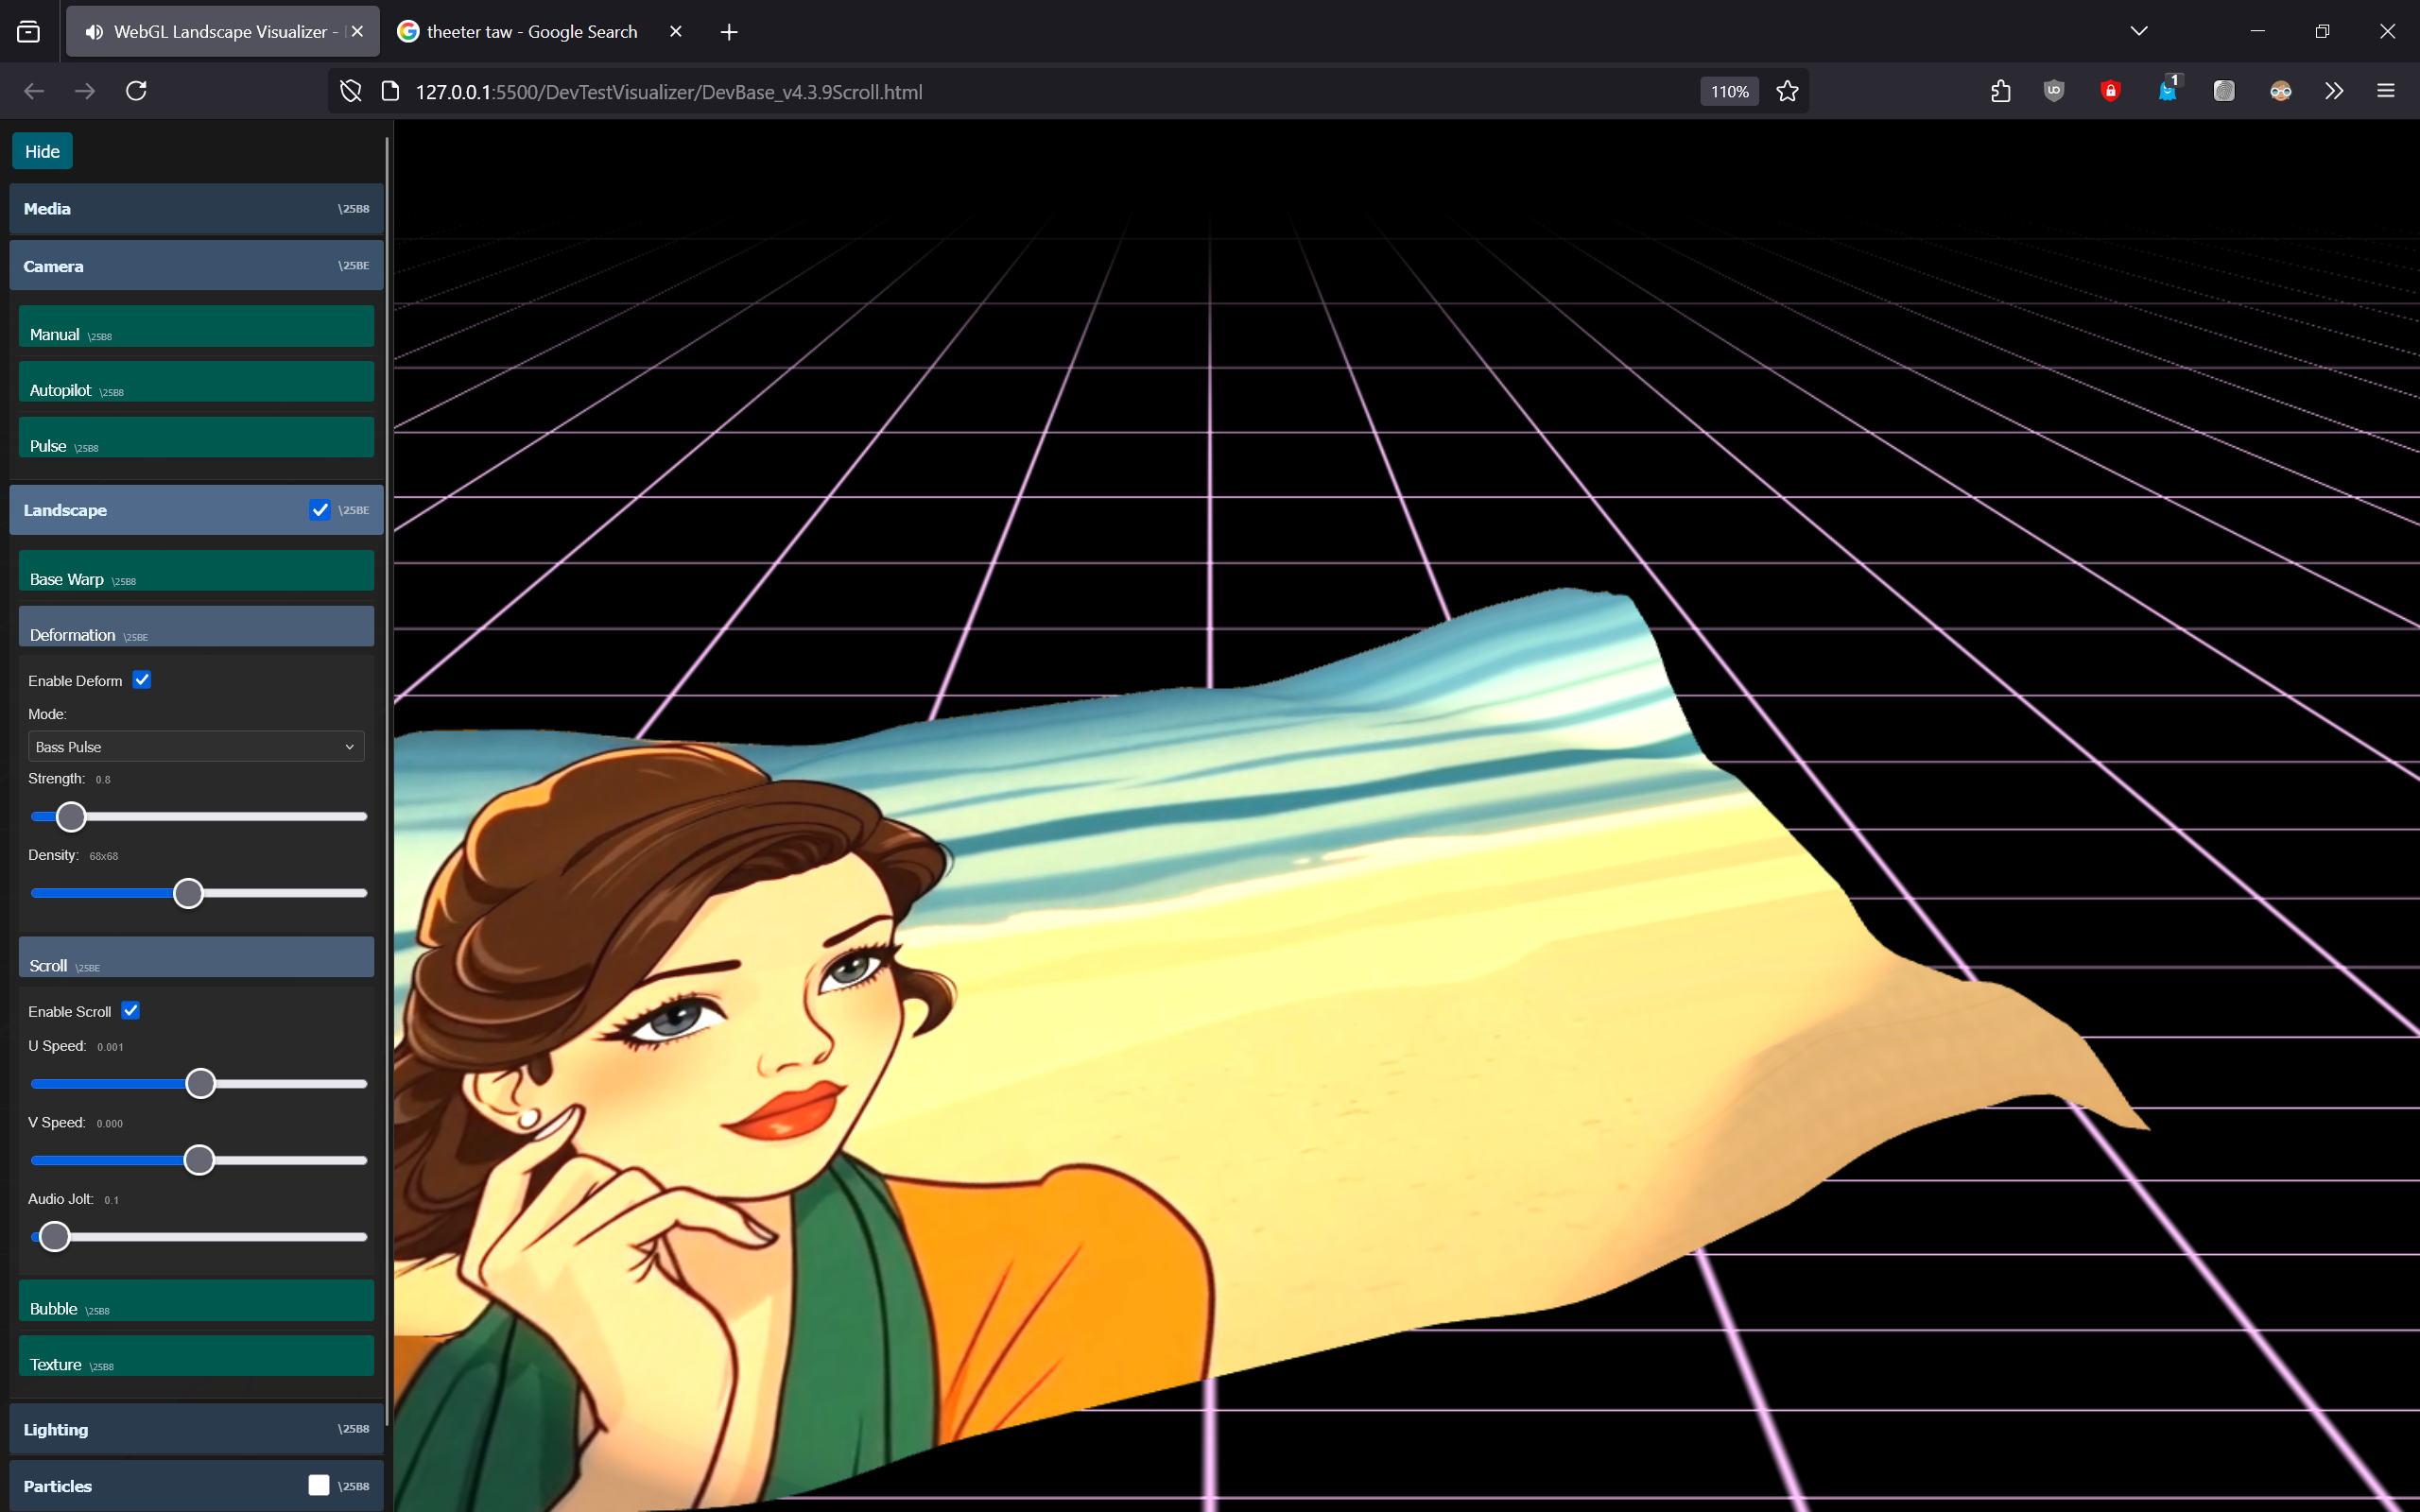 WebGL Landscape Visualizer -
theeter taw - Google Search
127.0.0.1:5500/DevTestVisualizer/DevBase_v4.3.9Scroll.html
110%
1
Hide
Media \25B8
Camera \25BE
Manual \25B8
Autopilot \25B8
Pulse \25B8
Landscape \25BE
Base Warp \25B8
Deformation \25BE
Enable Deform
Mode:
Bass Pulse
Strength: 0.8
Density: 68x68
Scroll \25BE
Enable Scroll
U Speed: 0.001
V Speed: 0.000
Audio Jolt: 0.1
Bubble \25B8
Texture \25B8
Lighting \25B8
Particles \25B8